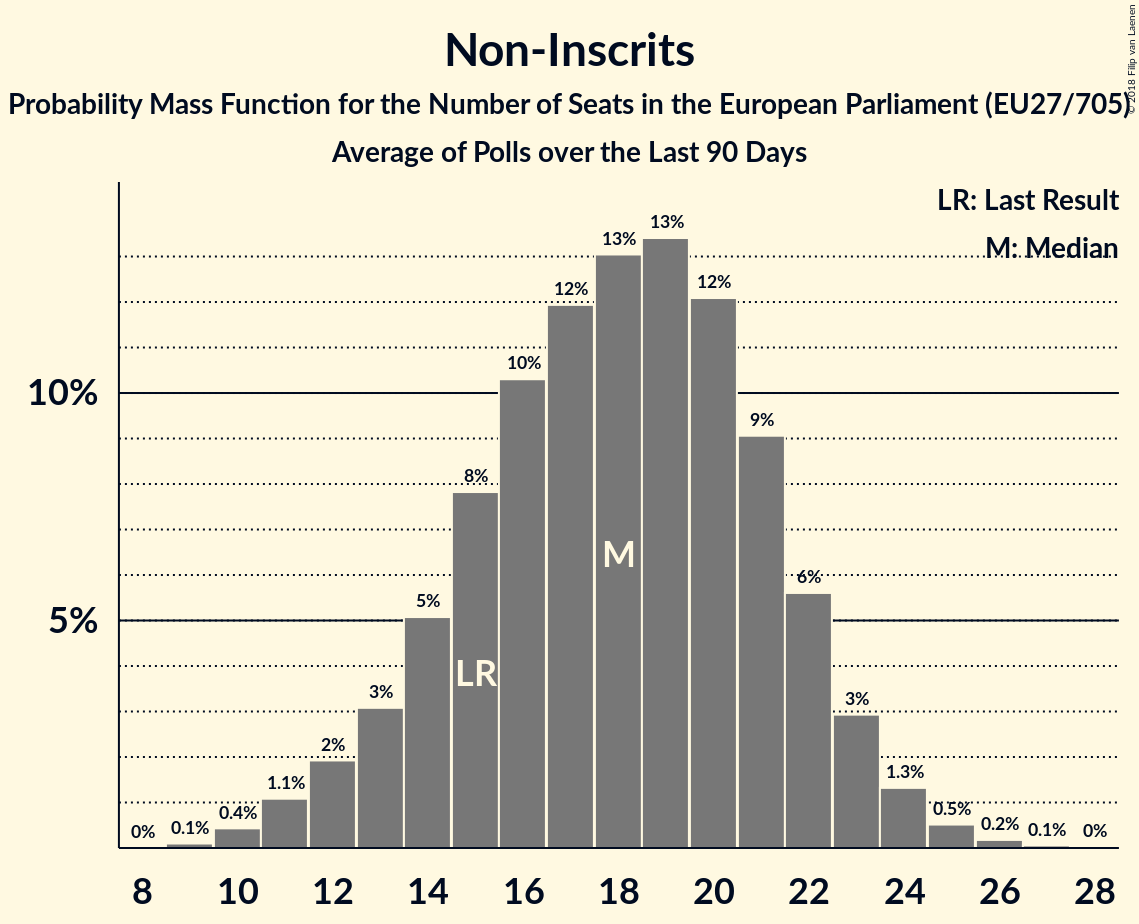 Non-Inscrits
Probability Mass Function for the Number of Seats in the European Parliament (EU27/705)
Average of Polls over the Last 90 Days
© 2018 Filip van Laenen
LR: Last Result
M: Median
13%
13%
12%
12%
10%
10%
9%
8%
M
6%
5%
5%
LR
3%
3%
2%
1.3%
1.1%
0.5%
0.4%
0.2%
0.1%
0.1%
0%
0%
8 10 12 14 16 18 20 22 24 26 28